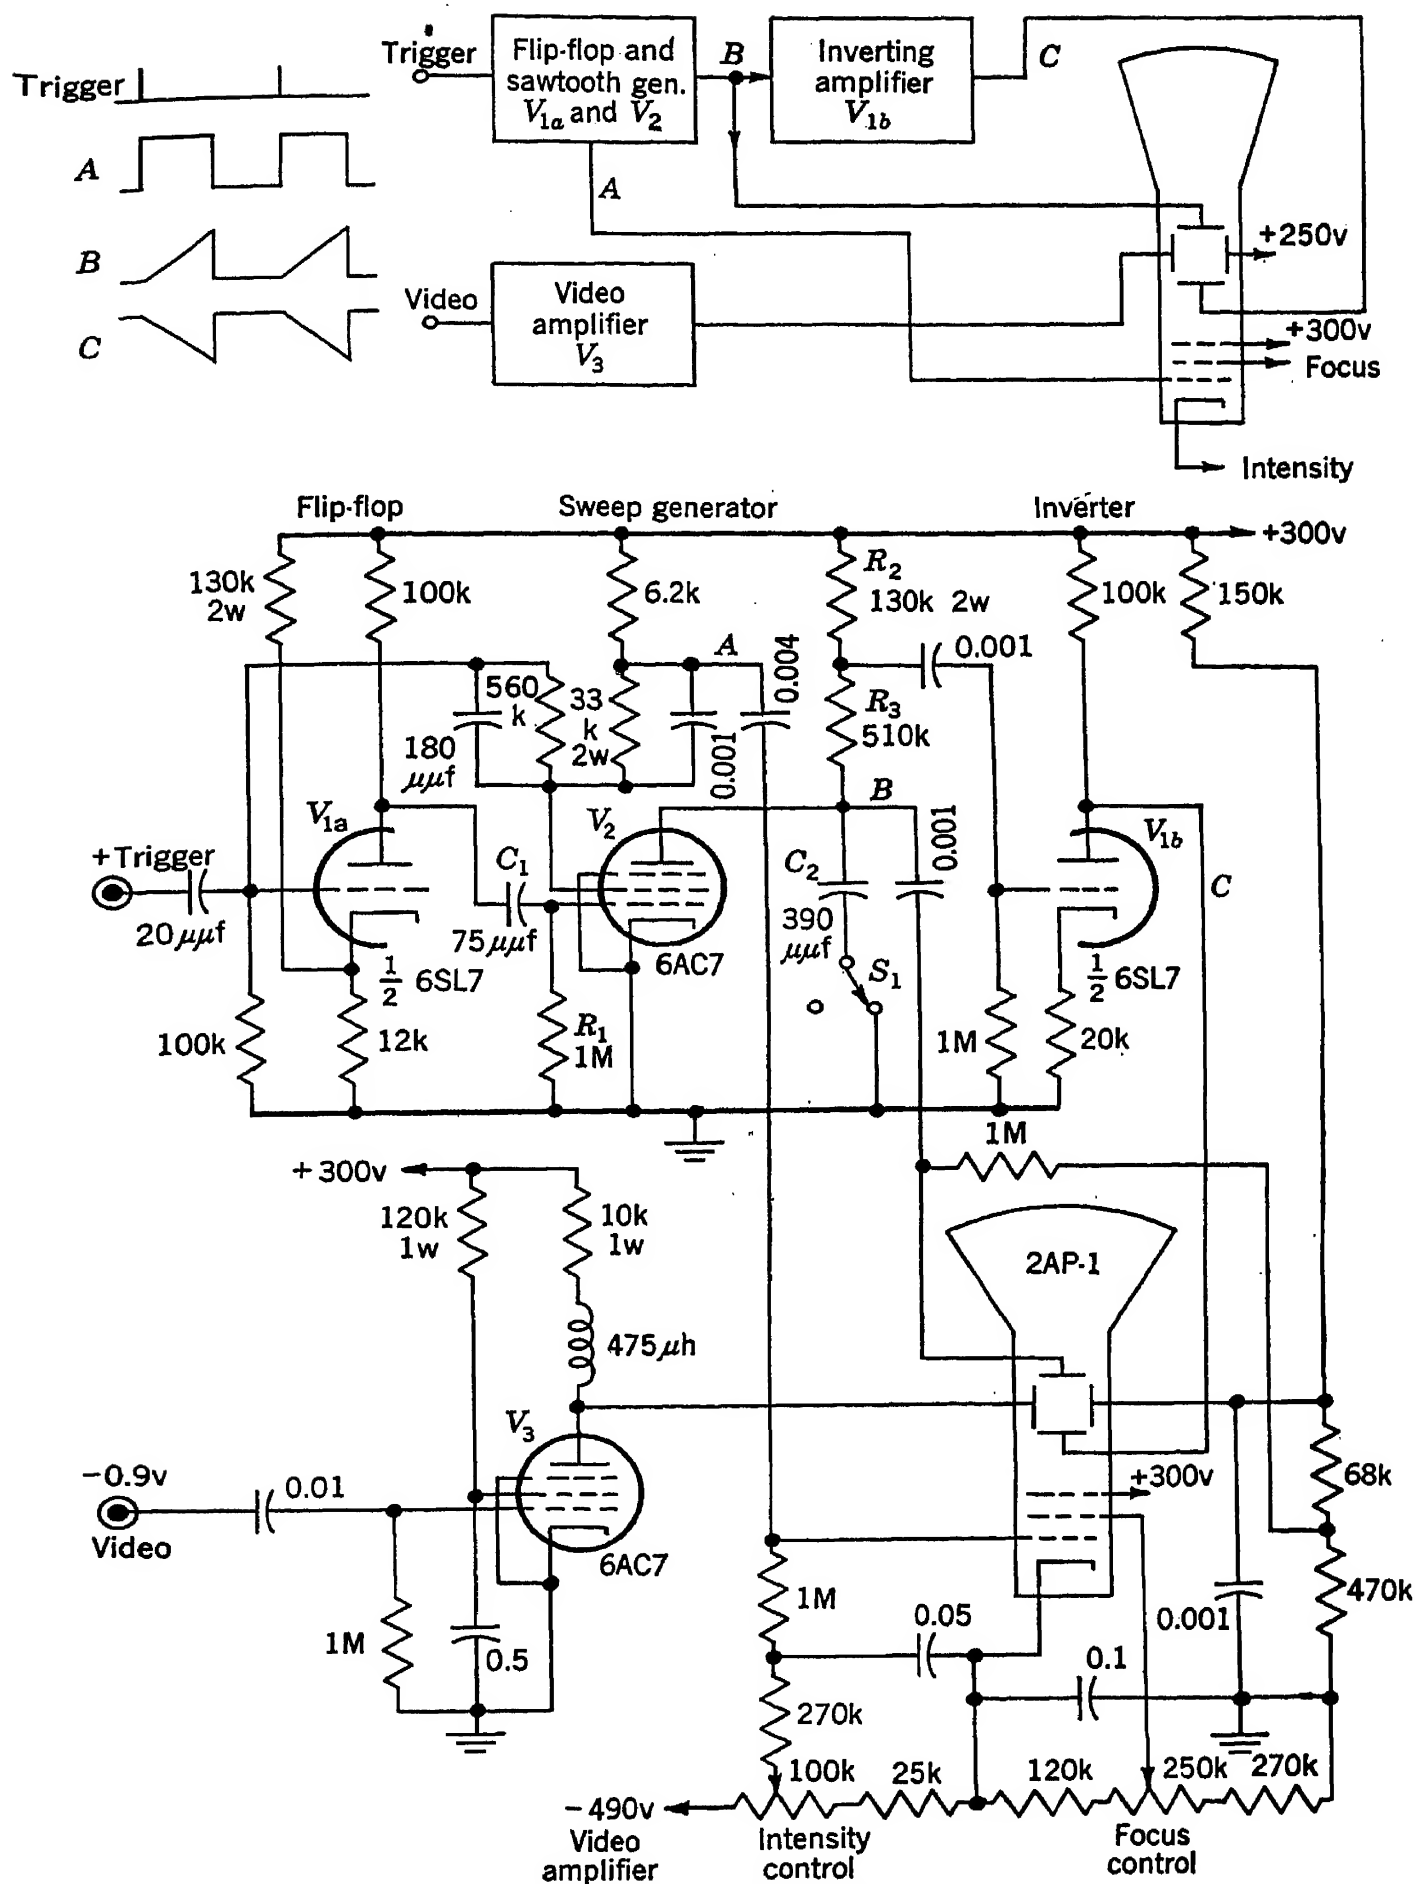 Trigger
Flip-flop and
sawtooth gen.
V1a and V2
B
Inverting
amplifier
V1b
C
Trigger
A
A
B
+250v
Video
Video
amplifier
V3
C
+300v
Focus
Intensity
Flip-flop
Sweep generator
Inverter
+300v
130k
2w
100k
6.2k
R2
130k 2w
100k
150k
A
0.004
0.001
560
k
33
k
2w
180
μμf
0.001
R3
510k
B
V1a
V2
V1b
+Trigger
C1
C2
0.001
C
20μμf
75μμf
390
μμf
1/2 6SL7
6AC7
S1
1/2 6SL7
100k
12k
R1
1M
1M
20k
1M
+300v
120k
1w
10k
1w
2AP-1
475μh
V3
−0.9v
0.01
Video
+300v
68k
6AC7
1M
470k
0.05
0.001
1M
0.5
0.1
270k
100k
25k
120k
250k
270k
−490v
Video
amplifier
Intensity
control
Focus
control